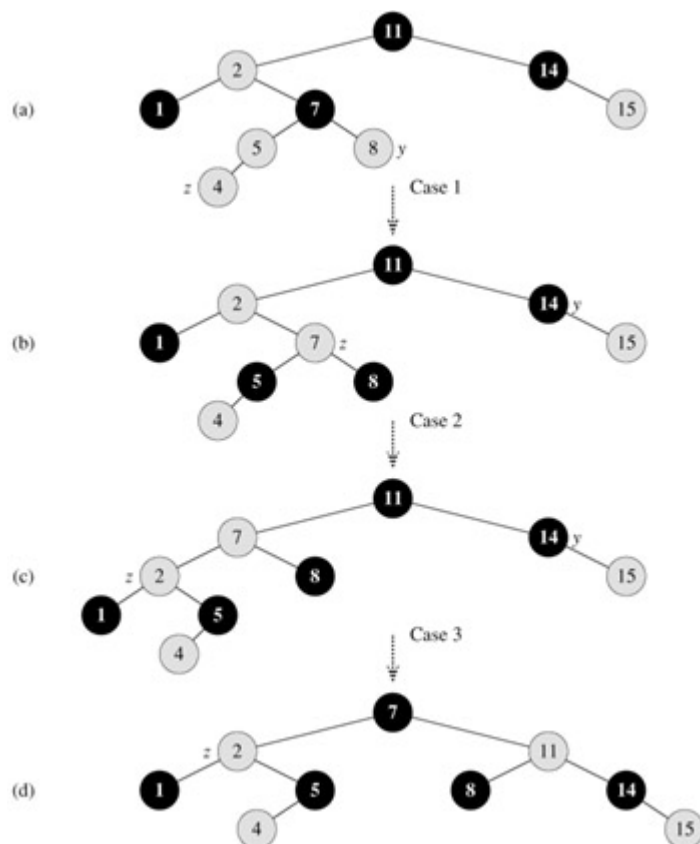 11
2 14
(a) 1 7 15
5 8 y
z 4
Case 1
11
2 14 y
(b) 1 7 z 15
5 8
4
Case 2
11
7 14 y
(c) z 2 8 15
1 5
4
Case 3
7
z 2 11
(d) 1 5 8 14
4 15